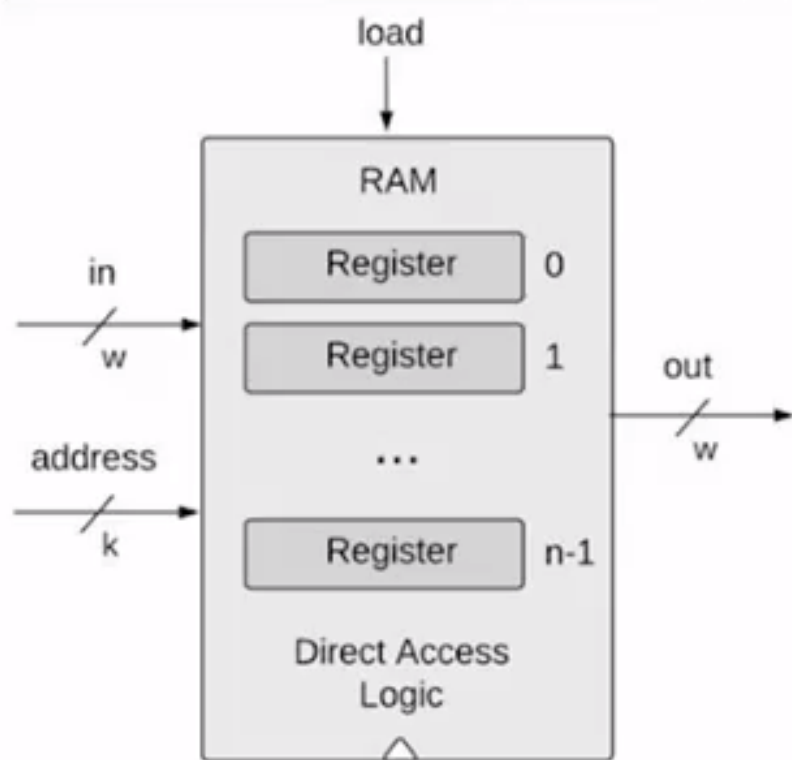 load
RAM
in
w
Register 0
Register 1
out
w
address
k
...
Register n-1
Direct Access
Logic